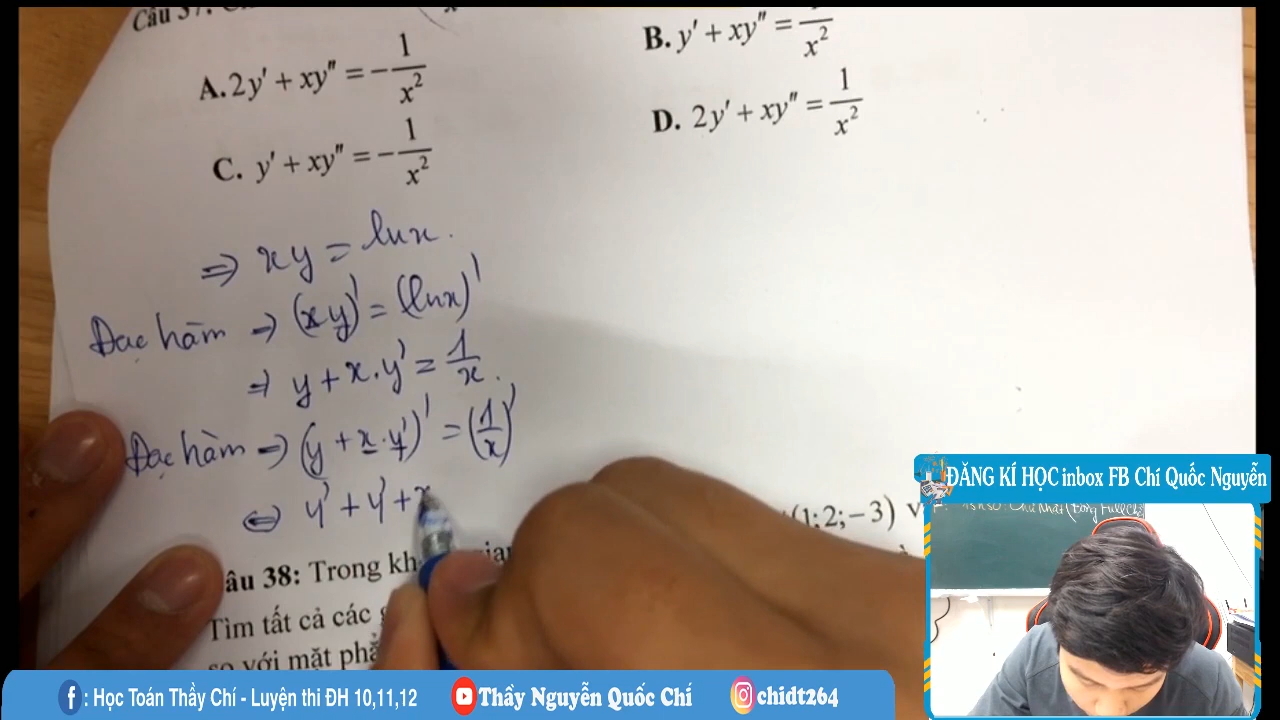 Câu 37:
A. 2y' + xy" = -1/x²
B. y' + xy" = 1/x²
C. y' + xy" = -1/x²
D. 2y' + xy" = 1/x²
⇒ xy = lnx.
Đạo hàm ⇒ (xy)' = (lnx)'
⇒ y + x.y' = 1/x.
Đạo hàm ⇒ (y + x.y')' = (1/x)'
⇔ y' + y' + x
(1;2;-3)
âu 38: Trong kh
Tìm tất cả các
so với mặt
ĐĂNG KÍ HỌC inbox FB Chí Quốc Nguyễn
: Học Toán Thầy Chí - Luyện thi ĐH 10,11,12
Thầy Nguyễn Quốc Chí
chidt264